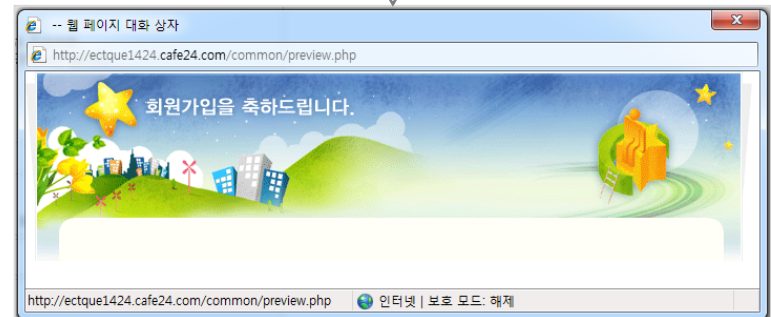 -- 웹 페이지 대화 상자
http://ectque1424.cafe24.com/common/preview.php
회원가입을 축하드립니다.
http://ectque1424.cafe24.com/common/preview.php 인터넷 | 보호 모드: 해제